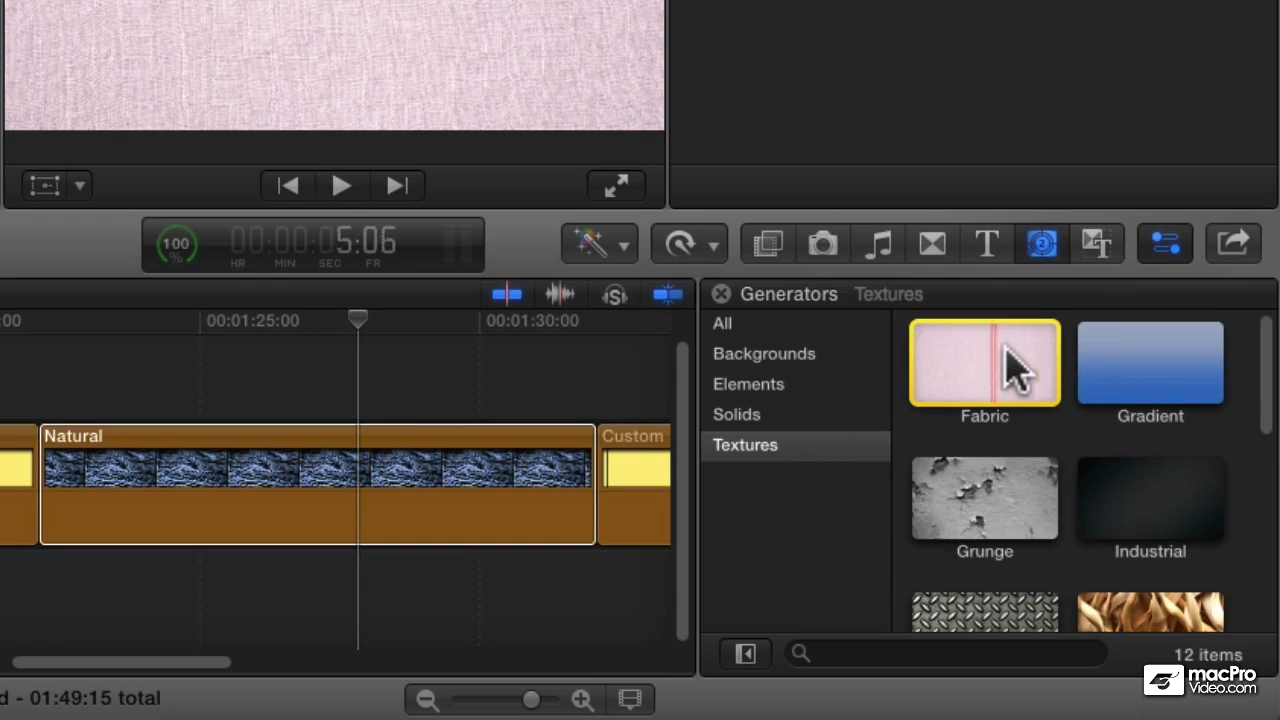 100
%
00:00:05:06
HR MIN SEC FR
T
2
T
S
Generators Textures
:00
00:01:25:00
00:01:30:00
All
Backgrounds
Elements
Solids
Textures
Fabric
Gradient
Natural
Custom
Grunge
Industrial
12 items
d - 01:49:15 total
macPro
Video.com